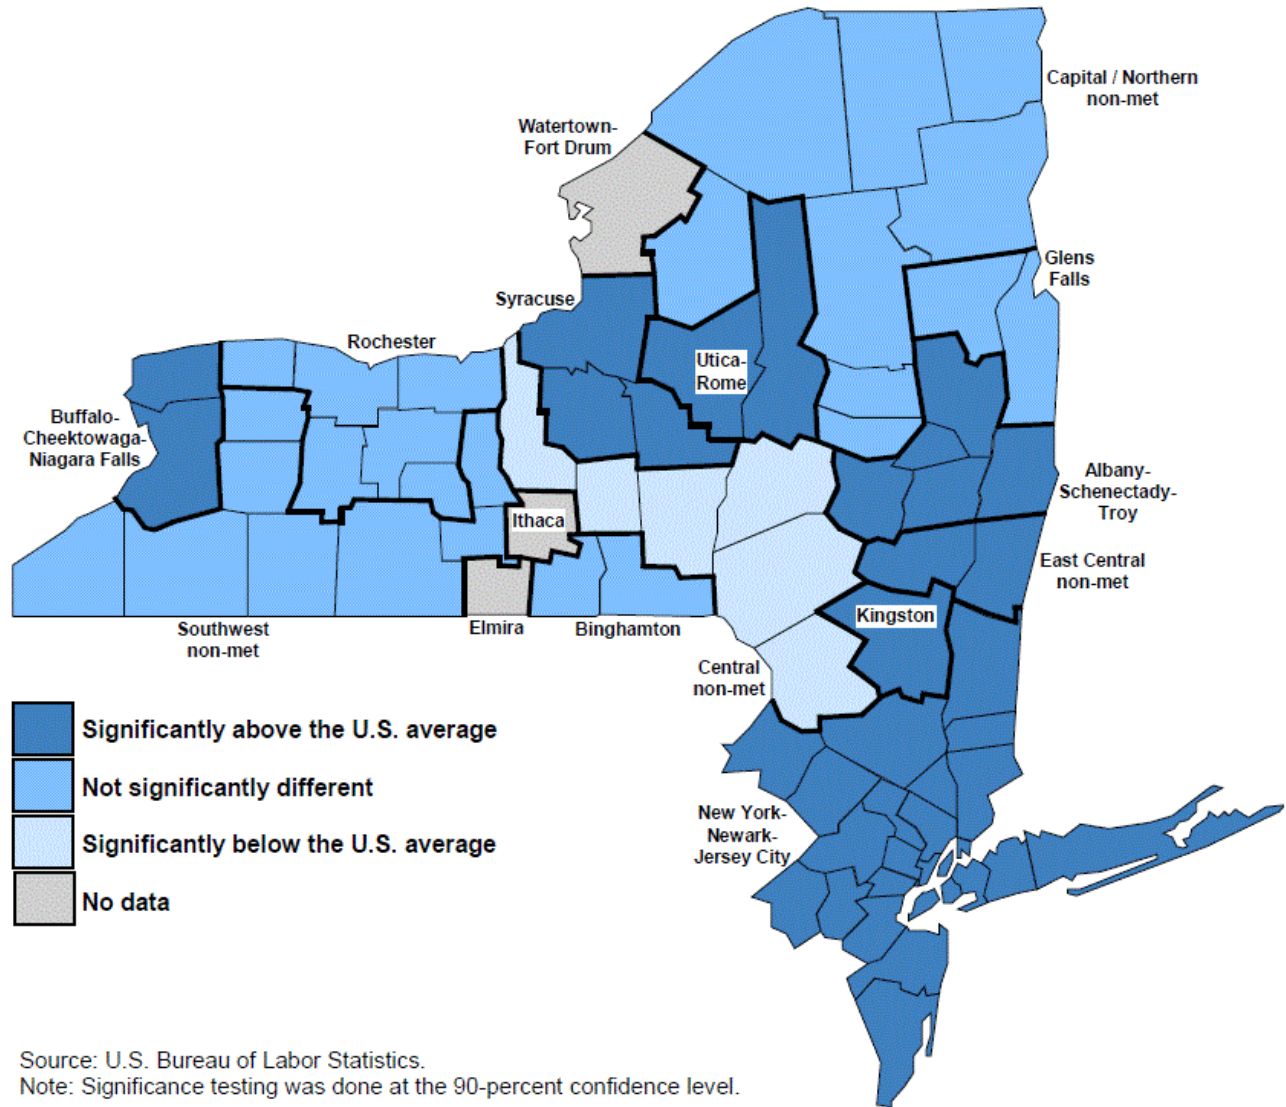 Capital / Northern
non-met
Watertown-
Fort Drum
Glens
Falls
Syracuse
Rochester
Utica-
Rome
Buffalo-
Cheektowaga-
Niagara Falls
Albany-
Schenectady-
Troy
Ithaca
East Central
non-met
Kingston
Southwest
non-met
Elmira
Binghamton
Central
non-met
Significantly above the U.S. average
Not significantly different
Significantly below the U.S. average
No data
New York-
Newark-
Jersey City
Source: U.S. Bureau of Labor Statistics.
Note: Significance testing was done at the 90-percent confidence level.